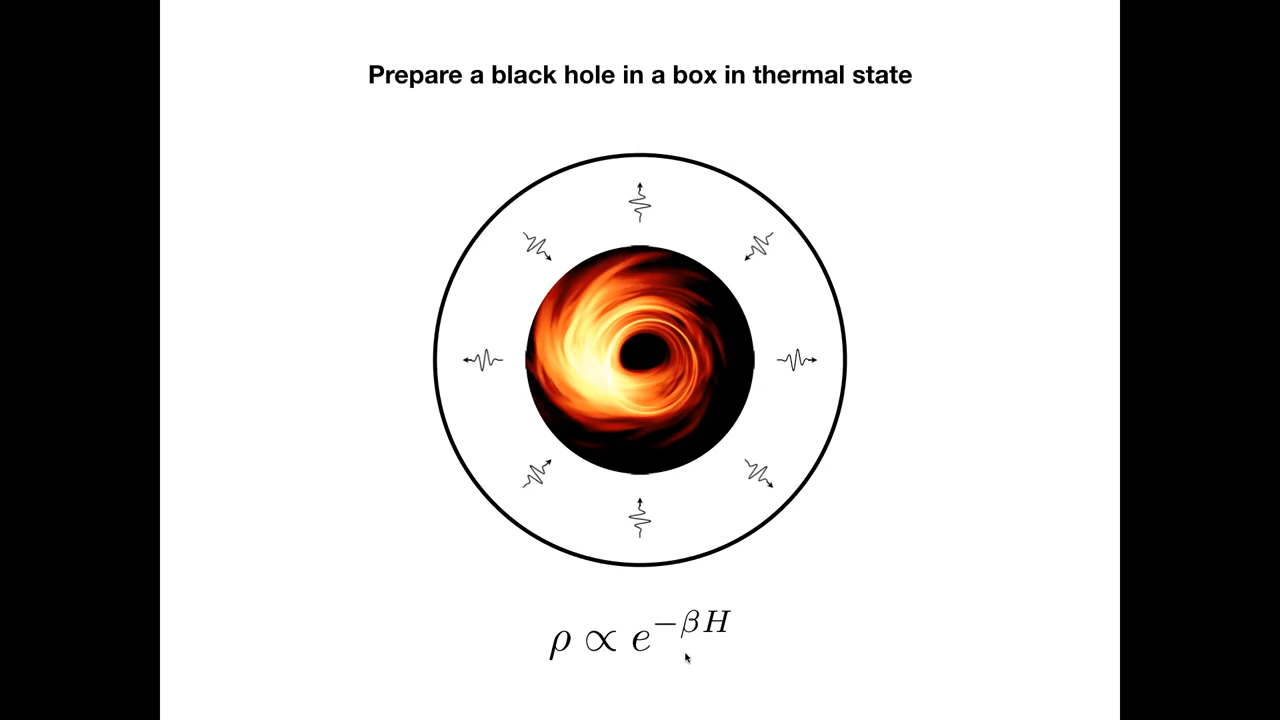 Prepare a black hole in a box in thermal state
ρ ∝ e^{−βH}